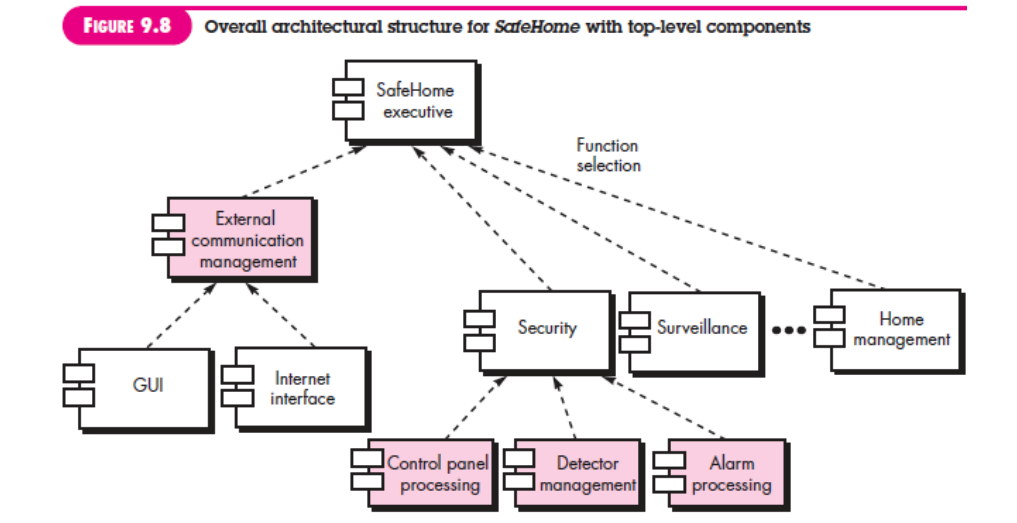 FIGURE 9.8 Overall architectural structure for SafeHome with top-level components
SafeHome
executive
Function
selection
External
communication
management
Security
Surveillance
Home
management
GUI
Internet
interface
Control panel
processing
Detector
management
Alarm
processing